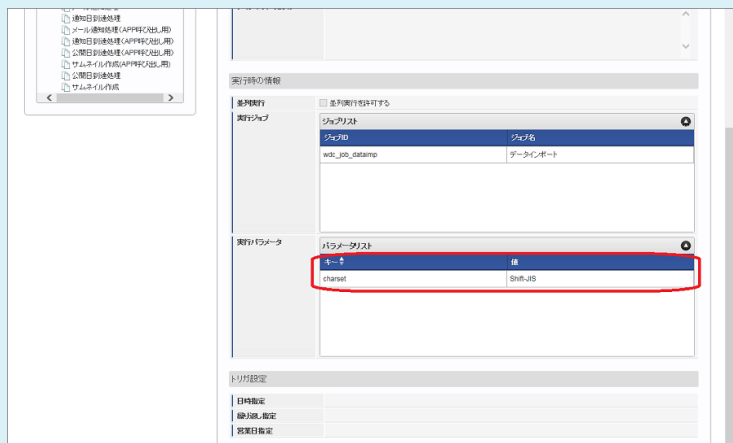 通知日到達処理
メール通知処理(APP呼び出し用)
通知日到達処理(APP呼び出し用)
公開日到達処理(APP呼び出し用)
サムネイル作成(APP呼び出し用)
公開日到達処理
サムネイル作成
実行時の情報
並列実行
並列実行を許可する
実行ジョブ
ジョブリスト
ジョブID
ジョブ名
wdc_job_dataimp
データインポート
実行パラメータ
パラメータリスト
キー
値
charset
Shift-JIS
トリガ設定
日時指定
繰り返し指定
営業日指定